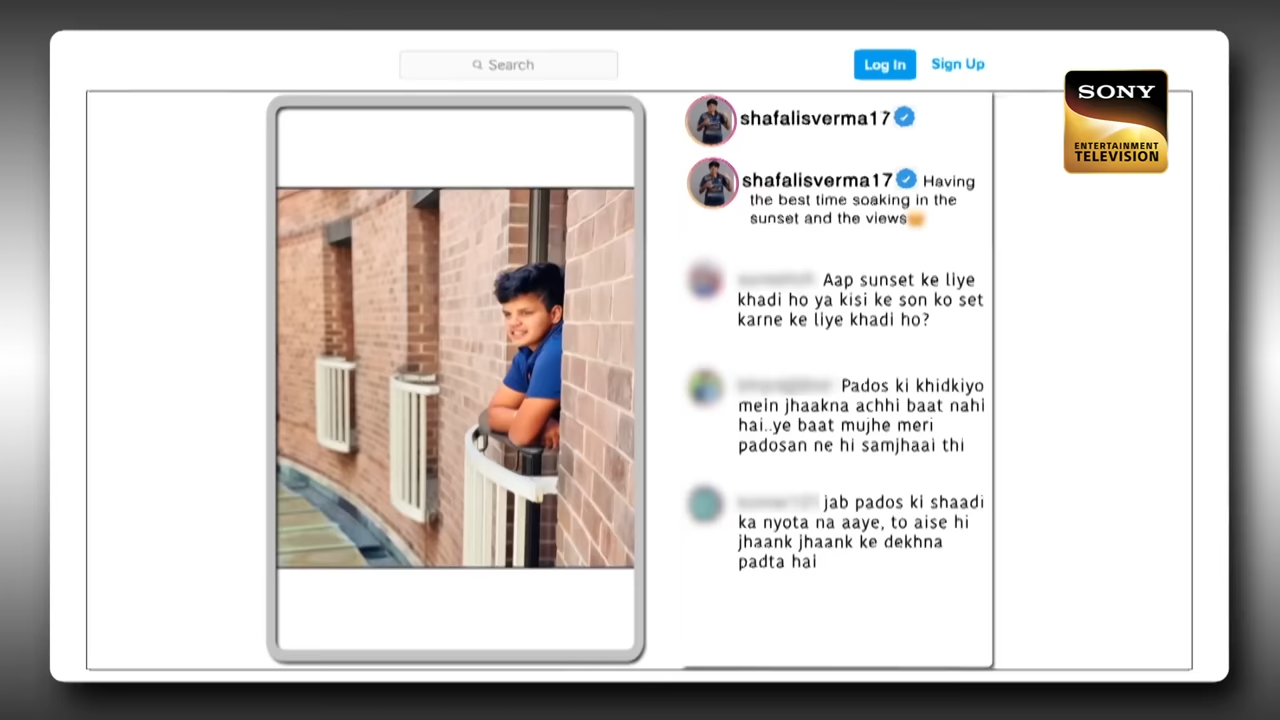 Search
Log In
Sign Up
SONY
ENTERTAINMENT
TELEVISION
shafalisverma17
shafalisverma17 Having
the best time soaking in the
sunset and the views
Aap sunset ke liye
khadi ho ya kisi ke son ko set
karne ke liye khadi ho?
Pados ki khidkiyo
mein jhaakna achhi baat nahi
hai..ye baat mujhe meri
padosan ne hi samjhaai thi
jab pados ki shaadi
ka nyota na aaye, to aise hi
jhaank jhaank ke dekhna
padta hai